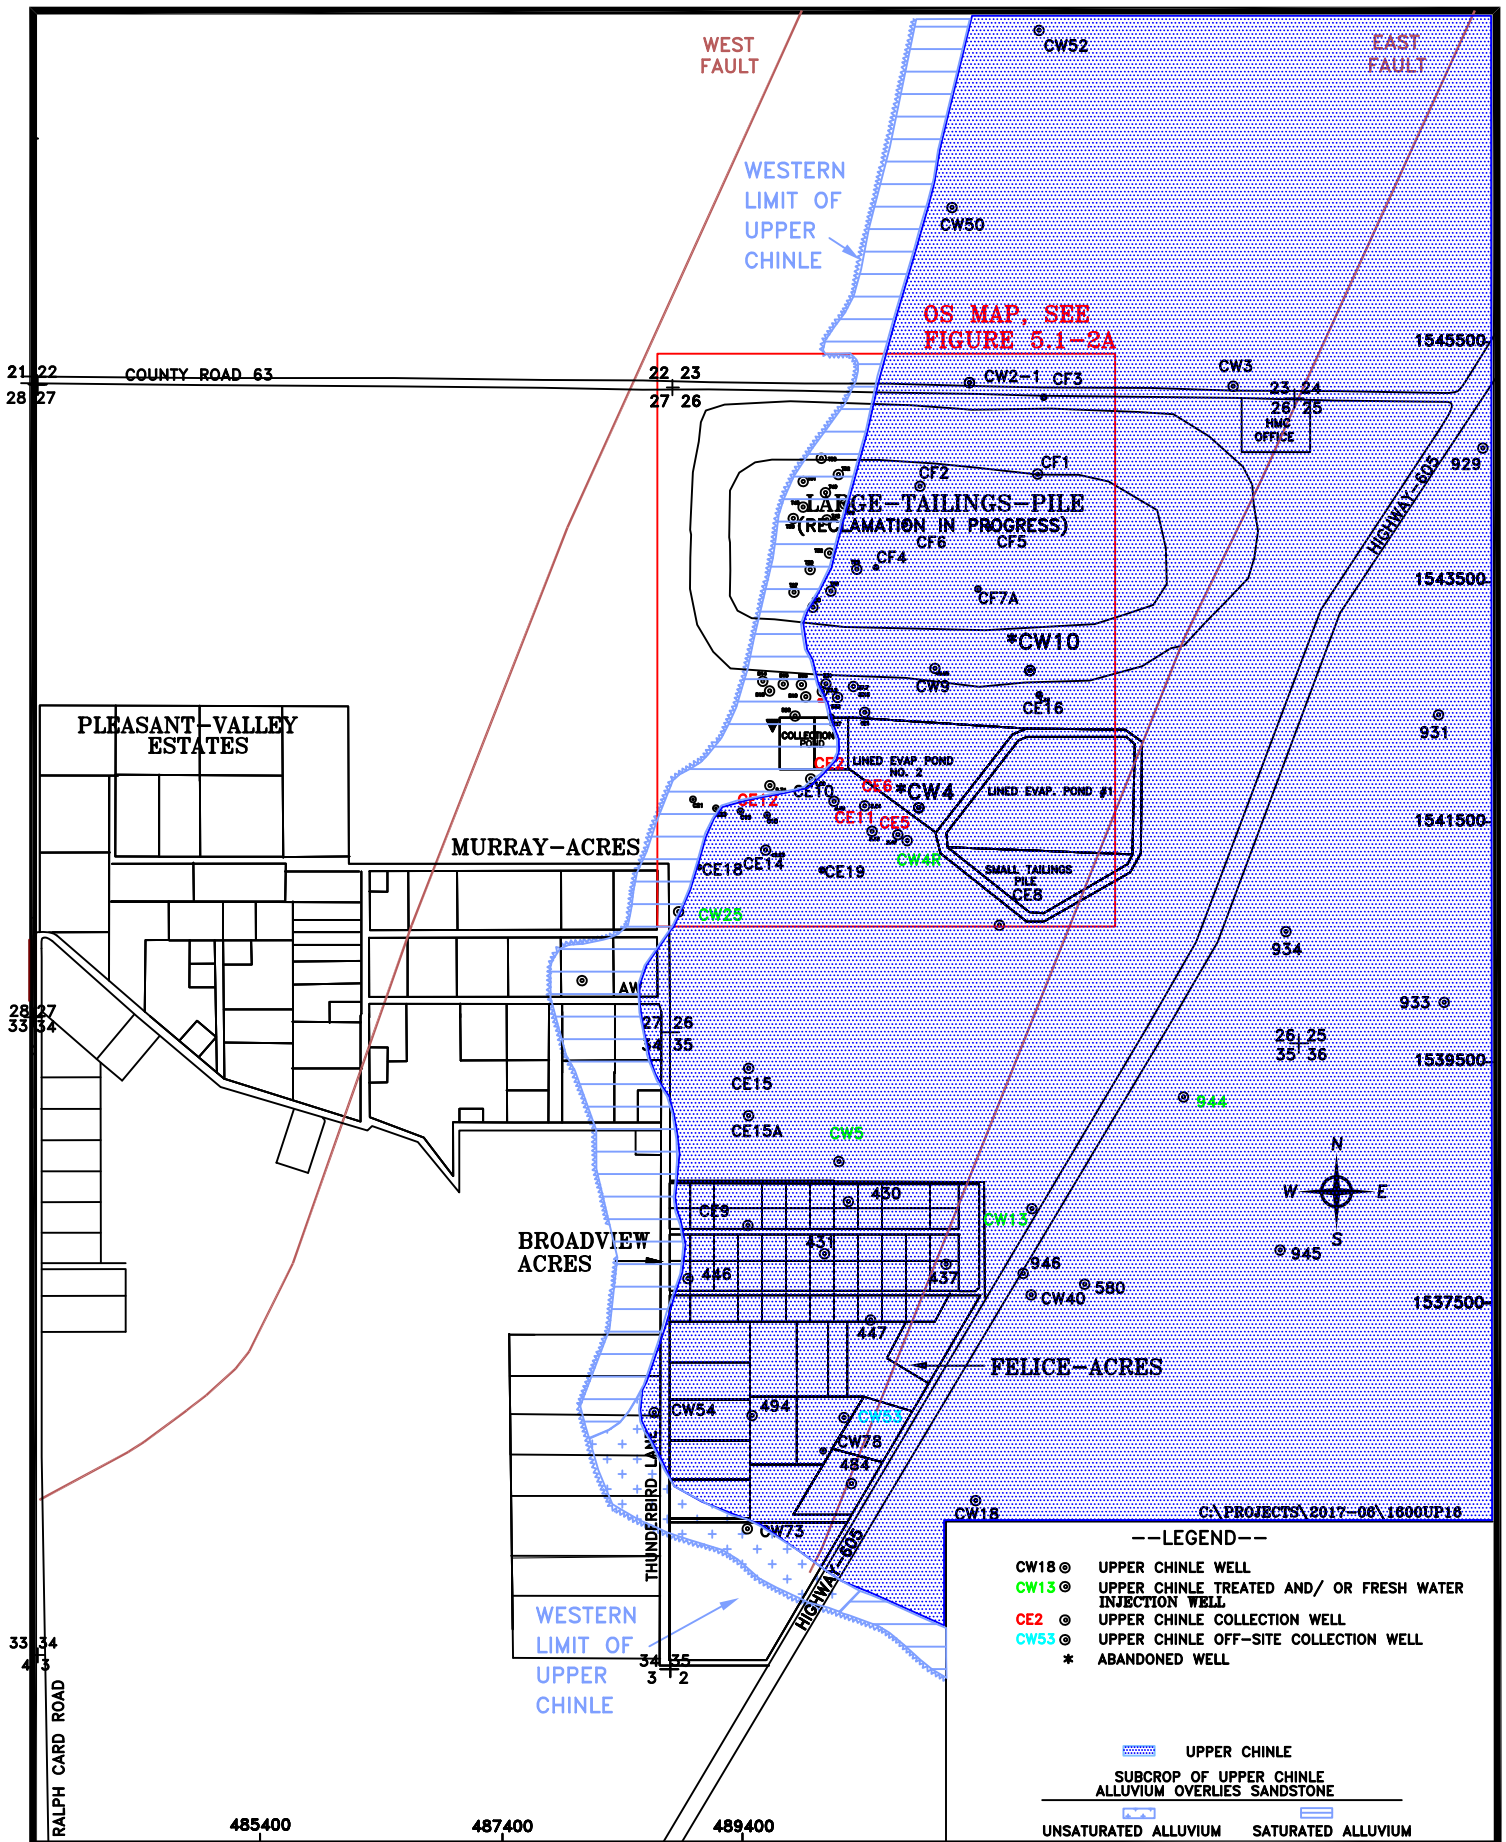 WEST
FAULT
EAST
FAULT
CW52
WESTERN
LIMIT OF
UPPER
CHINLE
CW50
OS MAP, SEE
FIGURE 5.1-2A
1545500
21 22
28 27
COUNTY ROAD 63
22 23
27 26
CW2-1
CF3
CW3
23 24
26 25
HMC
OFFICE
929
HIGHWAY-605
CF2
CF1
LARGE-TAILINGS-PILE
(RECLAMATION IN PROGRESS)
CF6
CF5
CF4
CF7A
1543500
*CW10
CW9
CE16
931
PLEASANT-VALLEY
ESTATES
COLLECTION
POND
CE2
LINED EVAP POND
NO. 2
CE10
CE6
*CW4
LINED EVAP. POND #1
CE12
CE11
CE5
1541500
MURRAY-ACRES
CE18
CE14
CE19
CW4R
SMALL TAILINGS
PILE
CE8
CW25
934
AW
933
28 27
33 34
27 26
34 35
26 25
35 36
1539500
CE15
944
CE15A
CW5
N
W
E
S
430
CE9
CW13
BROADVIEW
ACRES
431
945
446
437
946
580
CW40
1537500
447
FELICE-ACRES
CW54
494
CW53
CW78
484
THUNDERBIRD LANE
CW18
CW73
HIGHWAY-605
C:\PROJECTS\2017-06\1600UP16
--LEGEND--
CW18 UPPER CHINLE WELL
CW13 UPPER CHINLE TREATED AND/ OR FRESH WATER
INJECTION WELL
CE2 UPPER CHINLE COLLECTION WELL
CW53 UPPER CHINLE OFF-SITE COLLECTION WELL
* ABANDONED WELL
WESTERN
LIMIT OF
UPPER
CHINLE
33 34
4 3
34 35
3 2
RALPH CARD ROAD
UPPER CHINLE
SUBCROP OF UPPER CHINLE
ALLUVIUM OVERLIES SANDSTONE
UNSATURATED ALLUVIUM SATURATED ALLUVIUM
485400
487400
489400